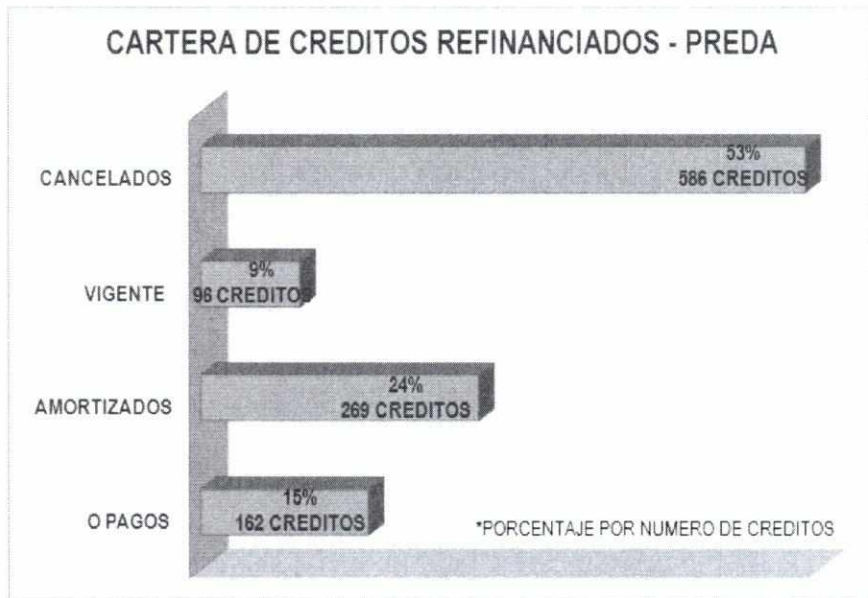 CARTERA DE CREDITOS REFINANCIADOS - PREDA
CANCELADOS
53%
586 CREDITOS
VIGENTE
9%
96 CREDITOS
AMORTIZADOS
24%
269 CREDITOS
O PAGOS
15%
162 CREDITOS
*PORCENTAJE POR NUMERO DE CREDITOS